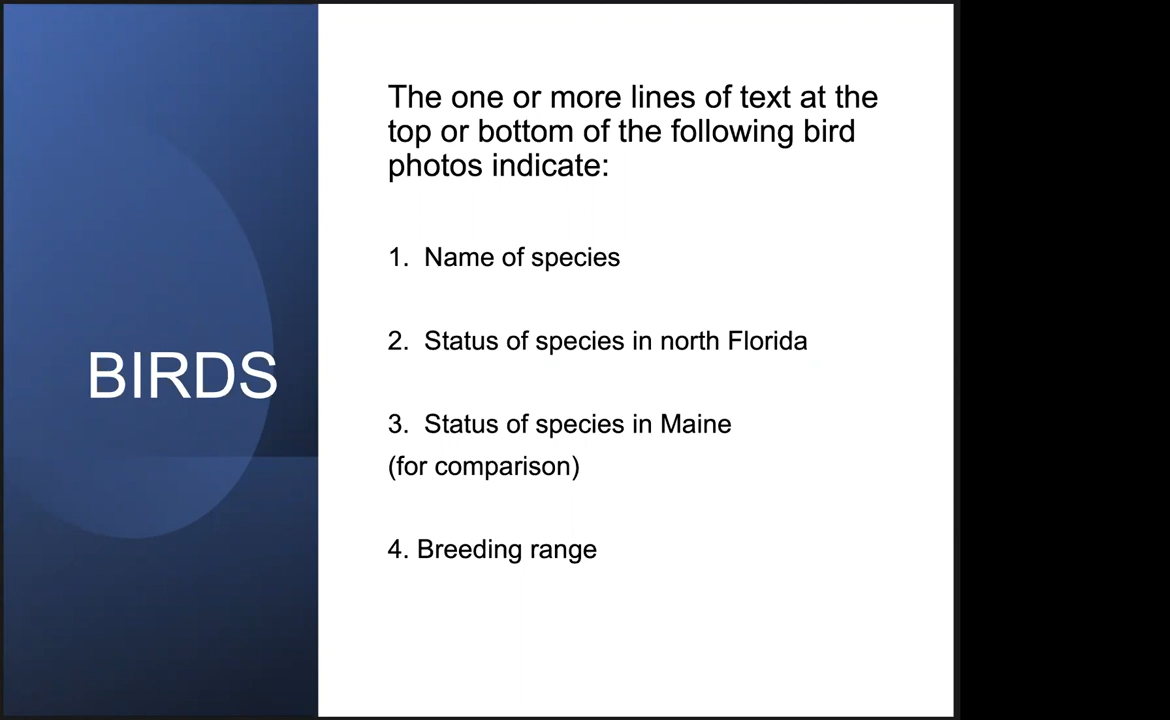 BIRDS
The one or more lines of text at the
top or bottom of the following bird
photos indicate:
1. Name of species
2. Status of species in north Florida
3. Status of species in Maine
(for comparison)
4. Breeding range